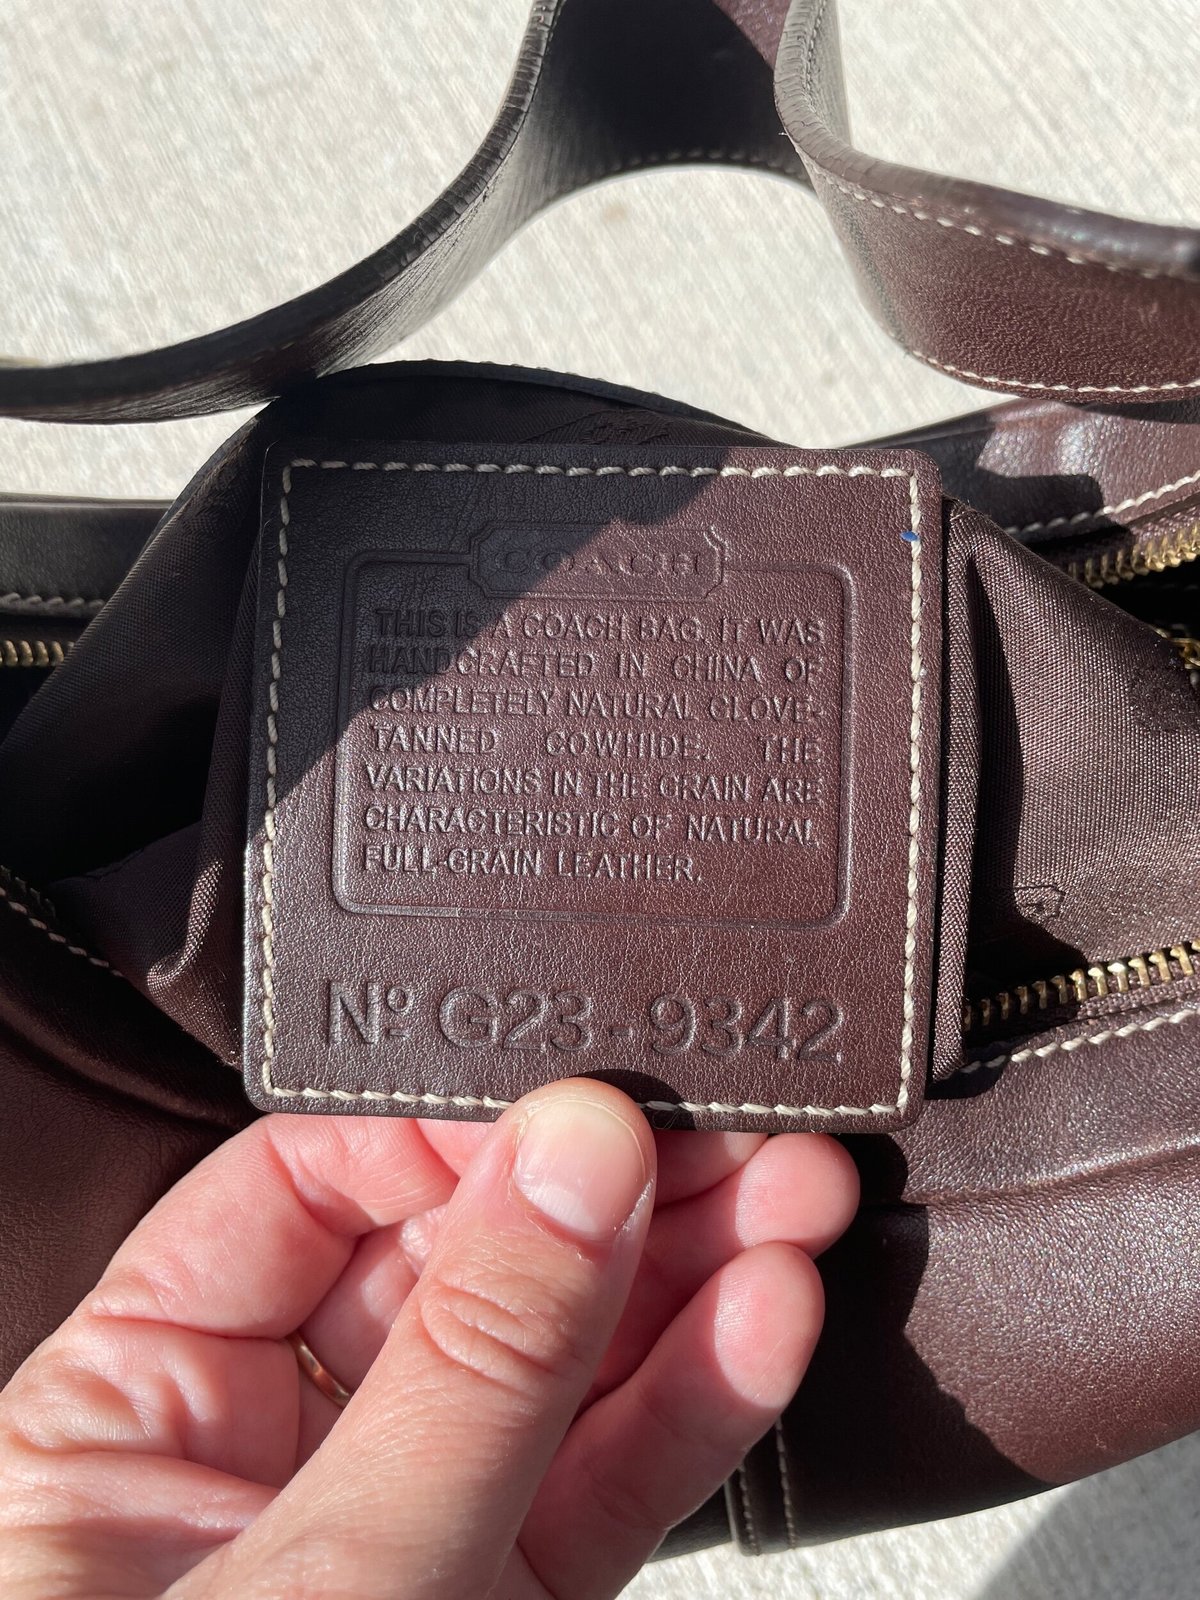 COACH
THIS IS A COACH BAG. IT WAS
HANDCRAFTED IN CHINA OF
COMPLETELY NATURAL GLOVE-
TANNED COWHIDE. THE
VARIATIONS IN THE GRAIN ARE
CHARACTERISTIC OF NATURAL
FULL-GRAIN LEATHER.
Nº G23-9342